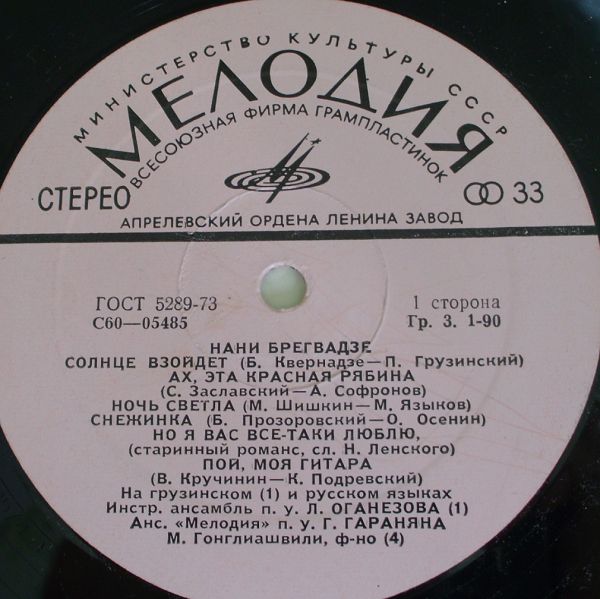 МИНИСТЕРСТВО КУЛЬТУРЫ СССР
МЕЛОДИЯ
ВСЕСОЮЗНАЯ ФИРМА ГРАМПЛАСТИНОК
СТЕРЕО 33
АПРЕЛЕВСКИЙ ОРДЕНА ЛЕНИНА ЗАВОД
ГОСТ 5289-73 1 сторона
С60—05485 Гр. 3. 1-90
НАНИ БРЕГВАДЗЕ
СОЛНЦЕ ВЗОЙДЕТ (Б. Квернадзе—П. Грузинский)
АХ, ЭТА КРАСНАЯ РЯБИНА
(С. Заславский—А. Софронов)
НОЧЬ СВЕТЛА (М. Шишкин—М. Языков)
СНЕЖИНКА (Б. Прозоровский—О. Осенин)
НО Я ВАС ВСЕ-ТАКИ ЛЮБЛЮ,
(старинный романс, сл. Н. Ленского)
ПОЙ, МОЯ ГИТАРА
(В. Кручинин—К. Подревский)
На грузинском (1) и русском языках
Инстр. ансамбль п. у. Л. ОГАНЕЗОВА (1)
Анс. «Мелодия» п. у. Г. ГАРАНЯНА
М. Гонглиашвили, ф-но (4)